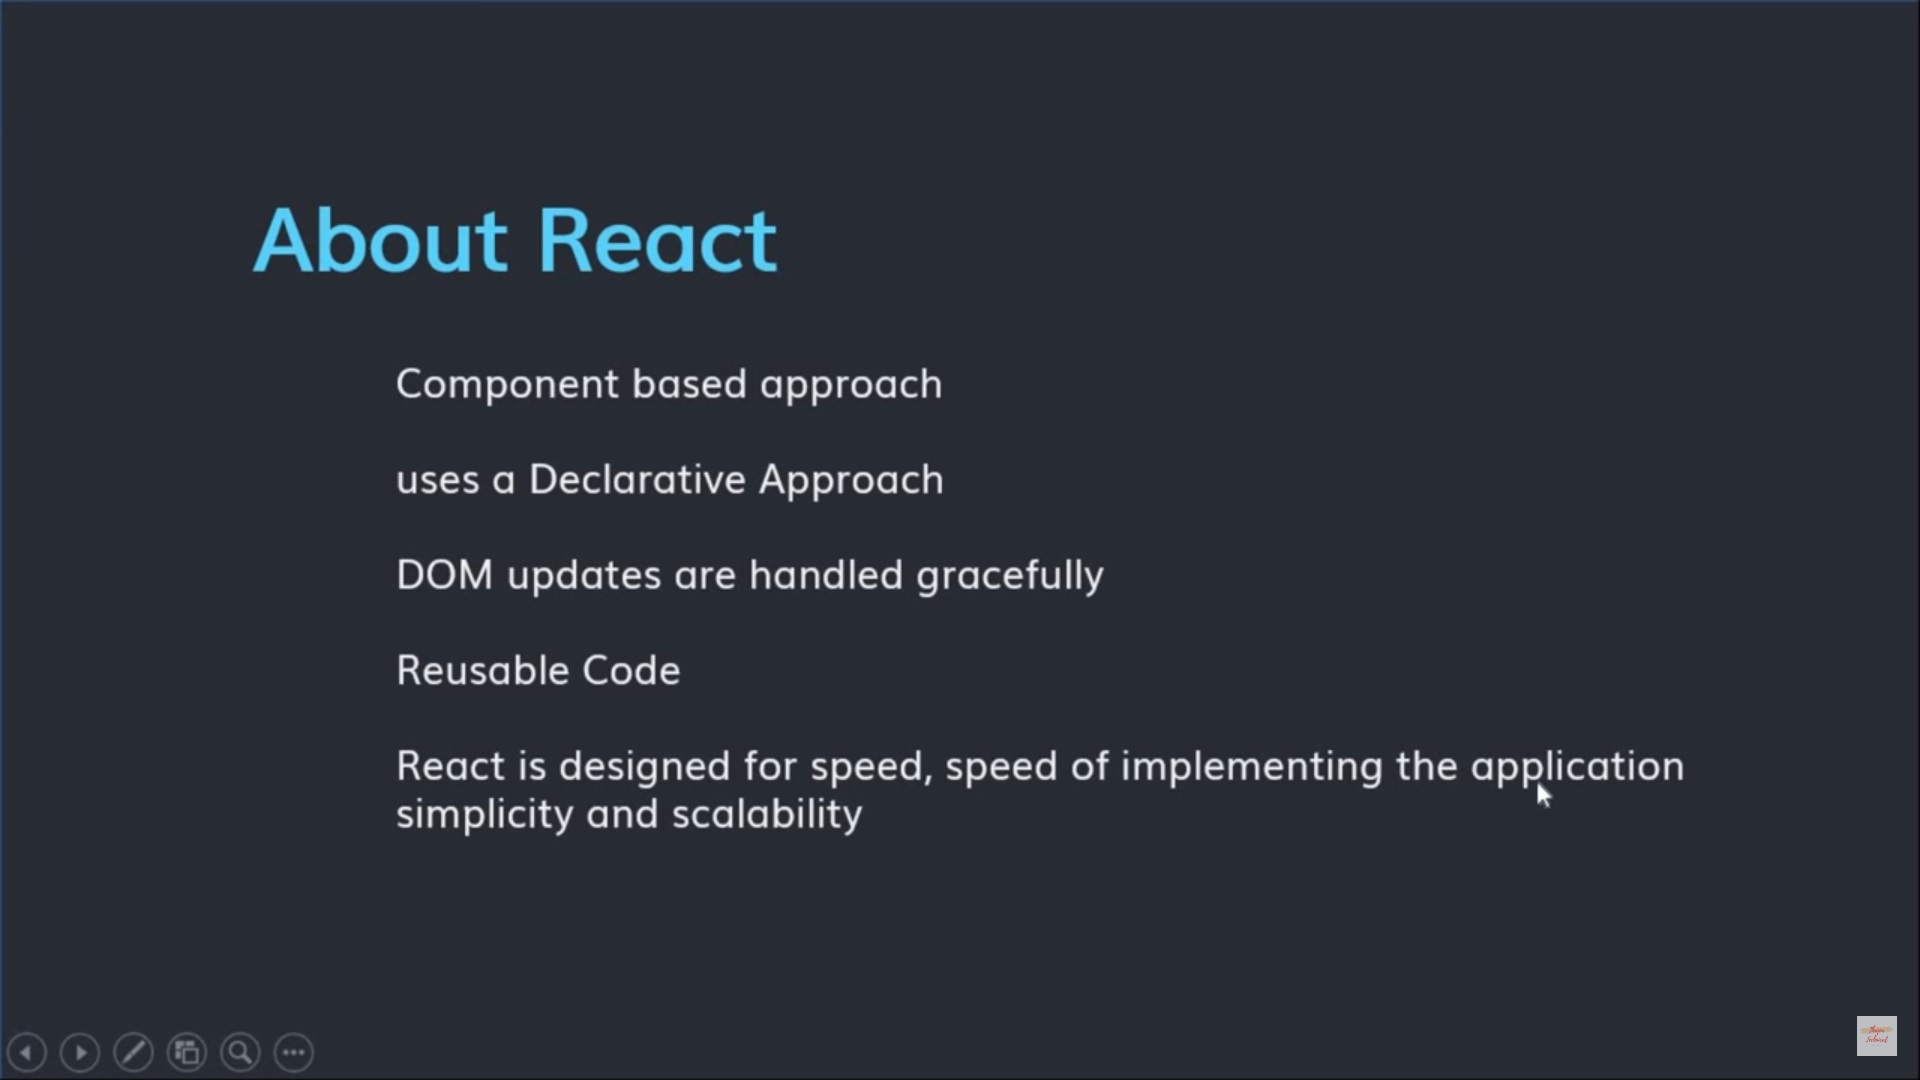 About React
Component based approach
uses a Declarative Approach
DOM updates are handled gracefully
Reusable Code
React is designed for speed, speed of implementing the application
simplicity and scalability